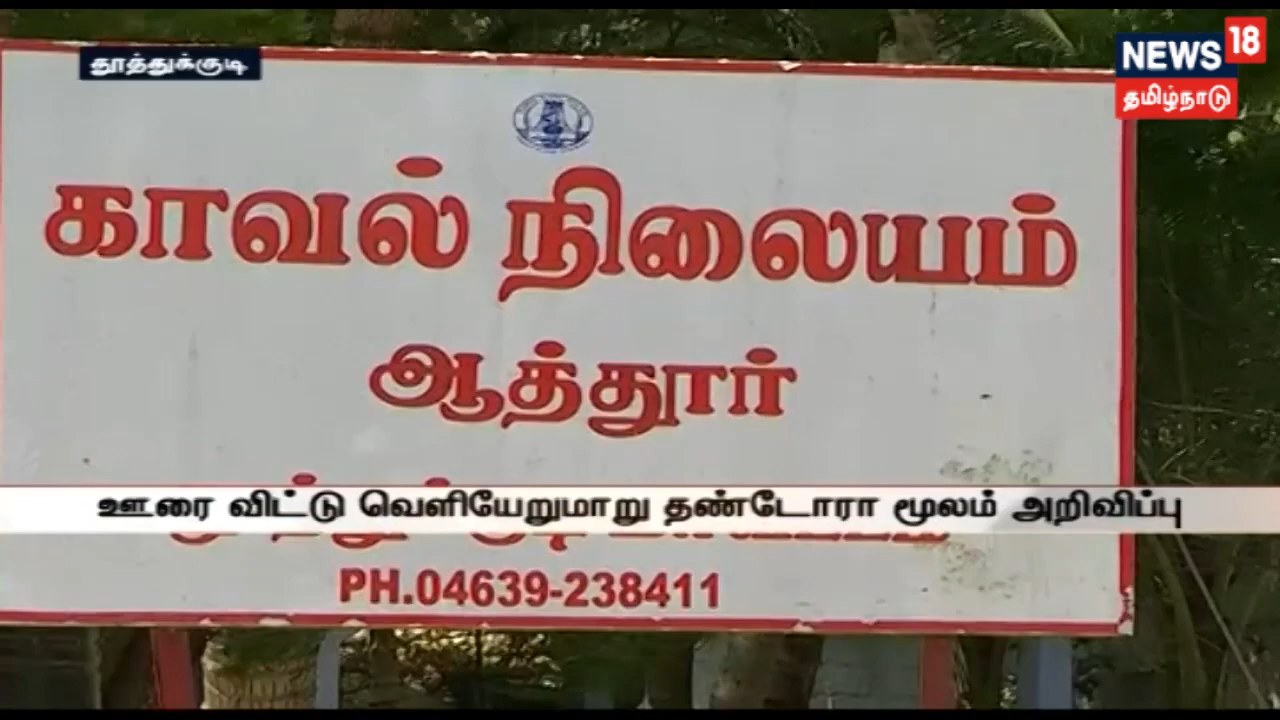 தூத்துக்குடி
NEWS 18
தமிழ்நாடு
காவல் நிலையம்
ஆத்தூர்
ஊரை விட்டு வெளியேறுமாறு தண்டோரா மூலம் அறிவிப்பு
PH.04639-238411